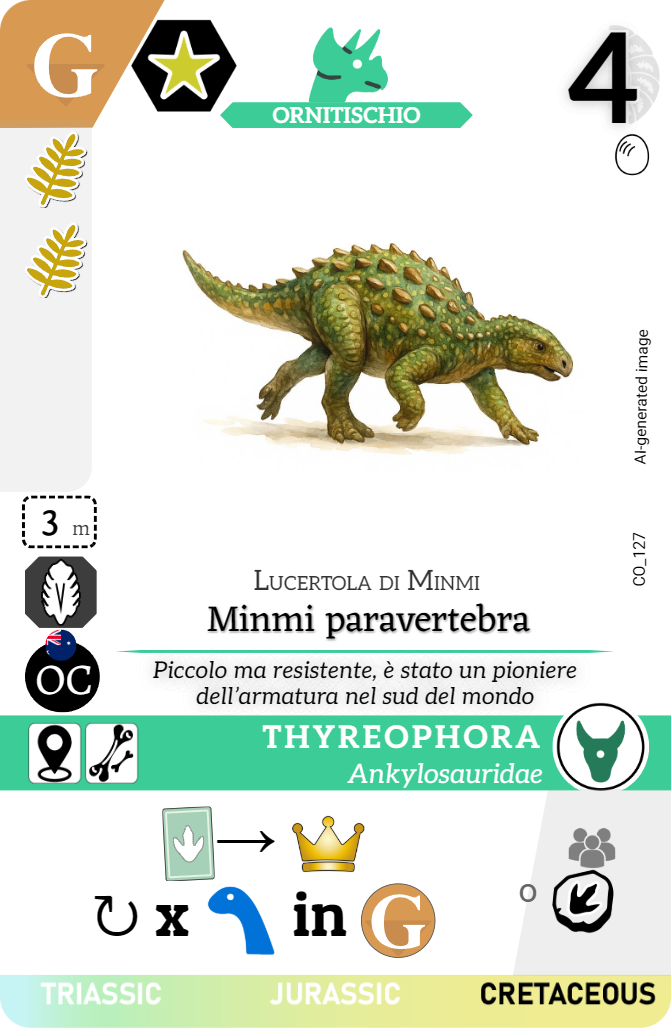 G
4
ORNITISCHIO
AI-generated image
3 m
CO_127
OC
Lucertola di Minmi
Minmi paravertebra
Piccolo ma resistente, è stato un pioniere
dell'armatura nel sud del mondo
THYREOPHORA
Ankylosauridae
x in G
o
TRIASSIC JURASSIC CRETACEOUS